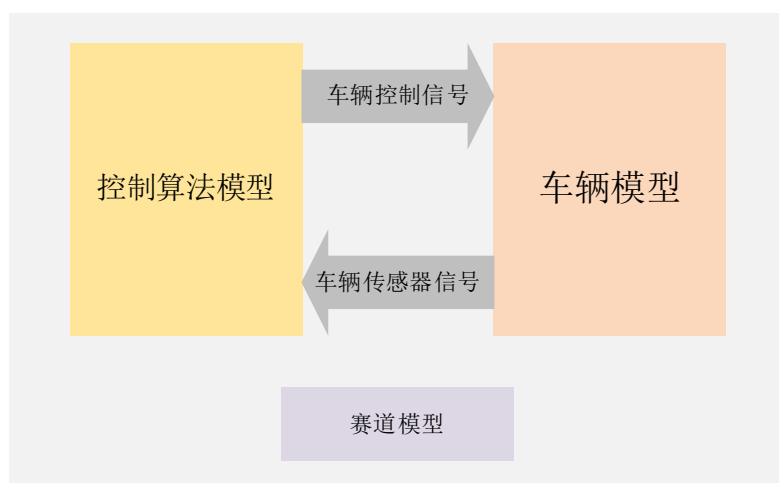 车辆控制信号
控制算法模型
车辆模型
车辆传感器信号
赛道模型